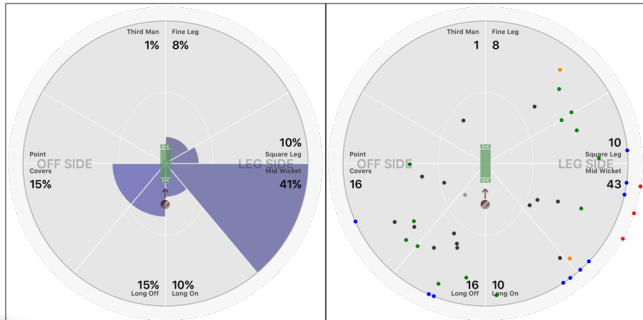 Third Man
1%
Fine Leg
8%
10%
Square Leg
Point
OFF SIDE
LEG SIDE
Covers
15%
Mid Wicket
41%
15%
Long Off
10%
Long On
Third Man
1
Fine Leg
8
10
Square Leg
Point
OFF SIDE
LEG SIDE
Covers
16
Mid Wicket
43
16
Long Off
10
Long On